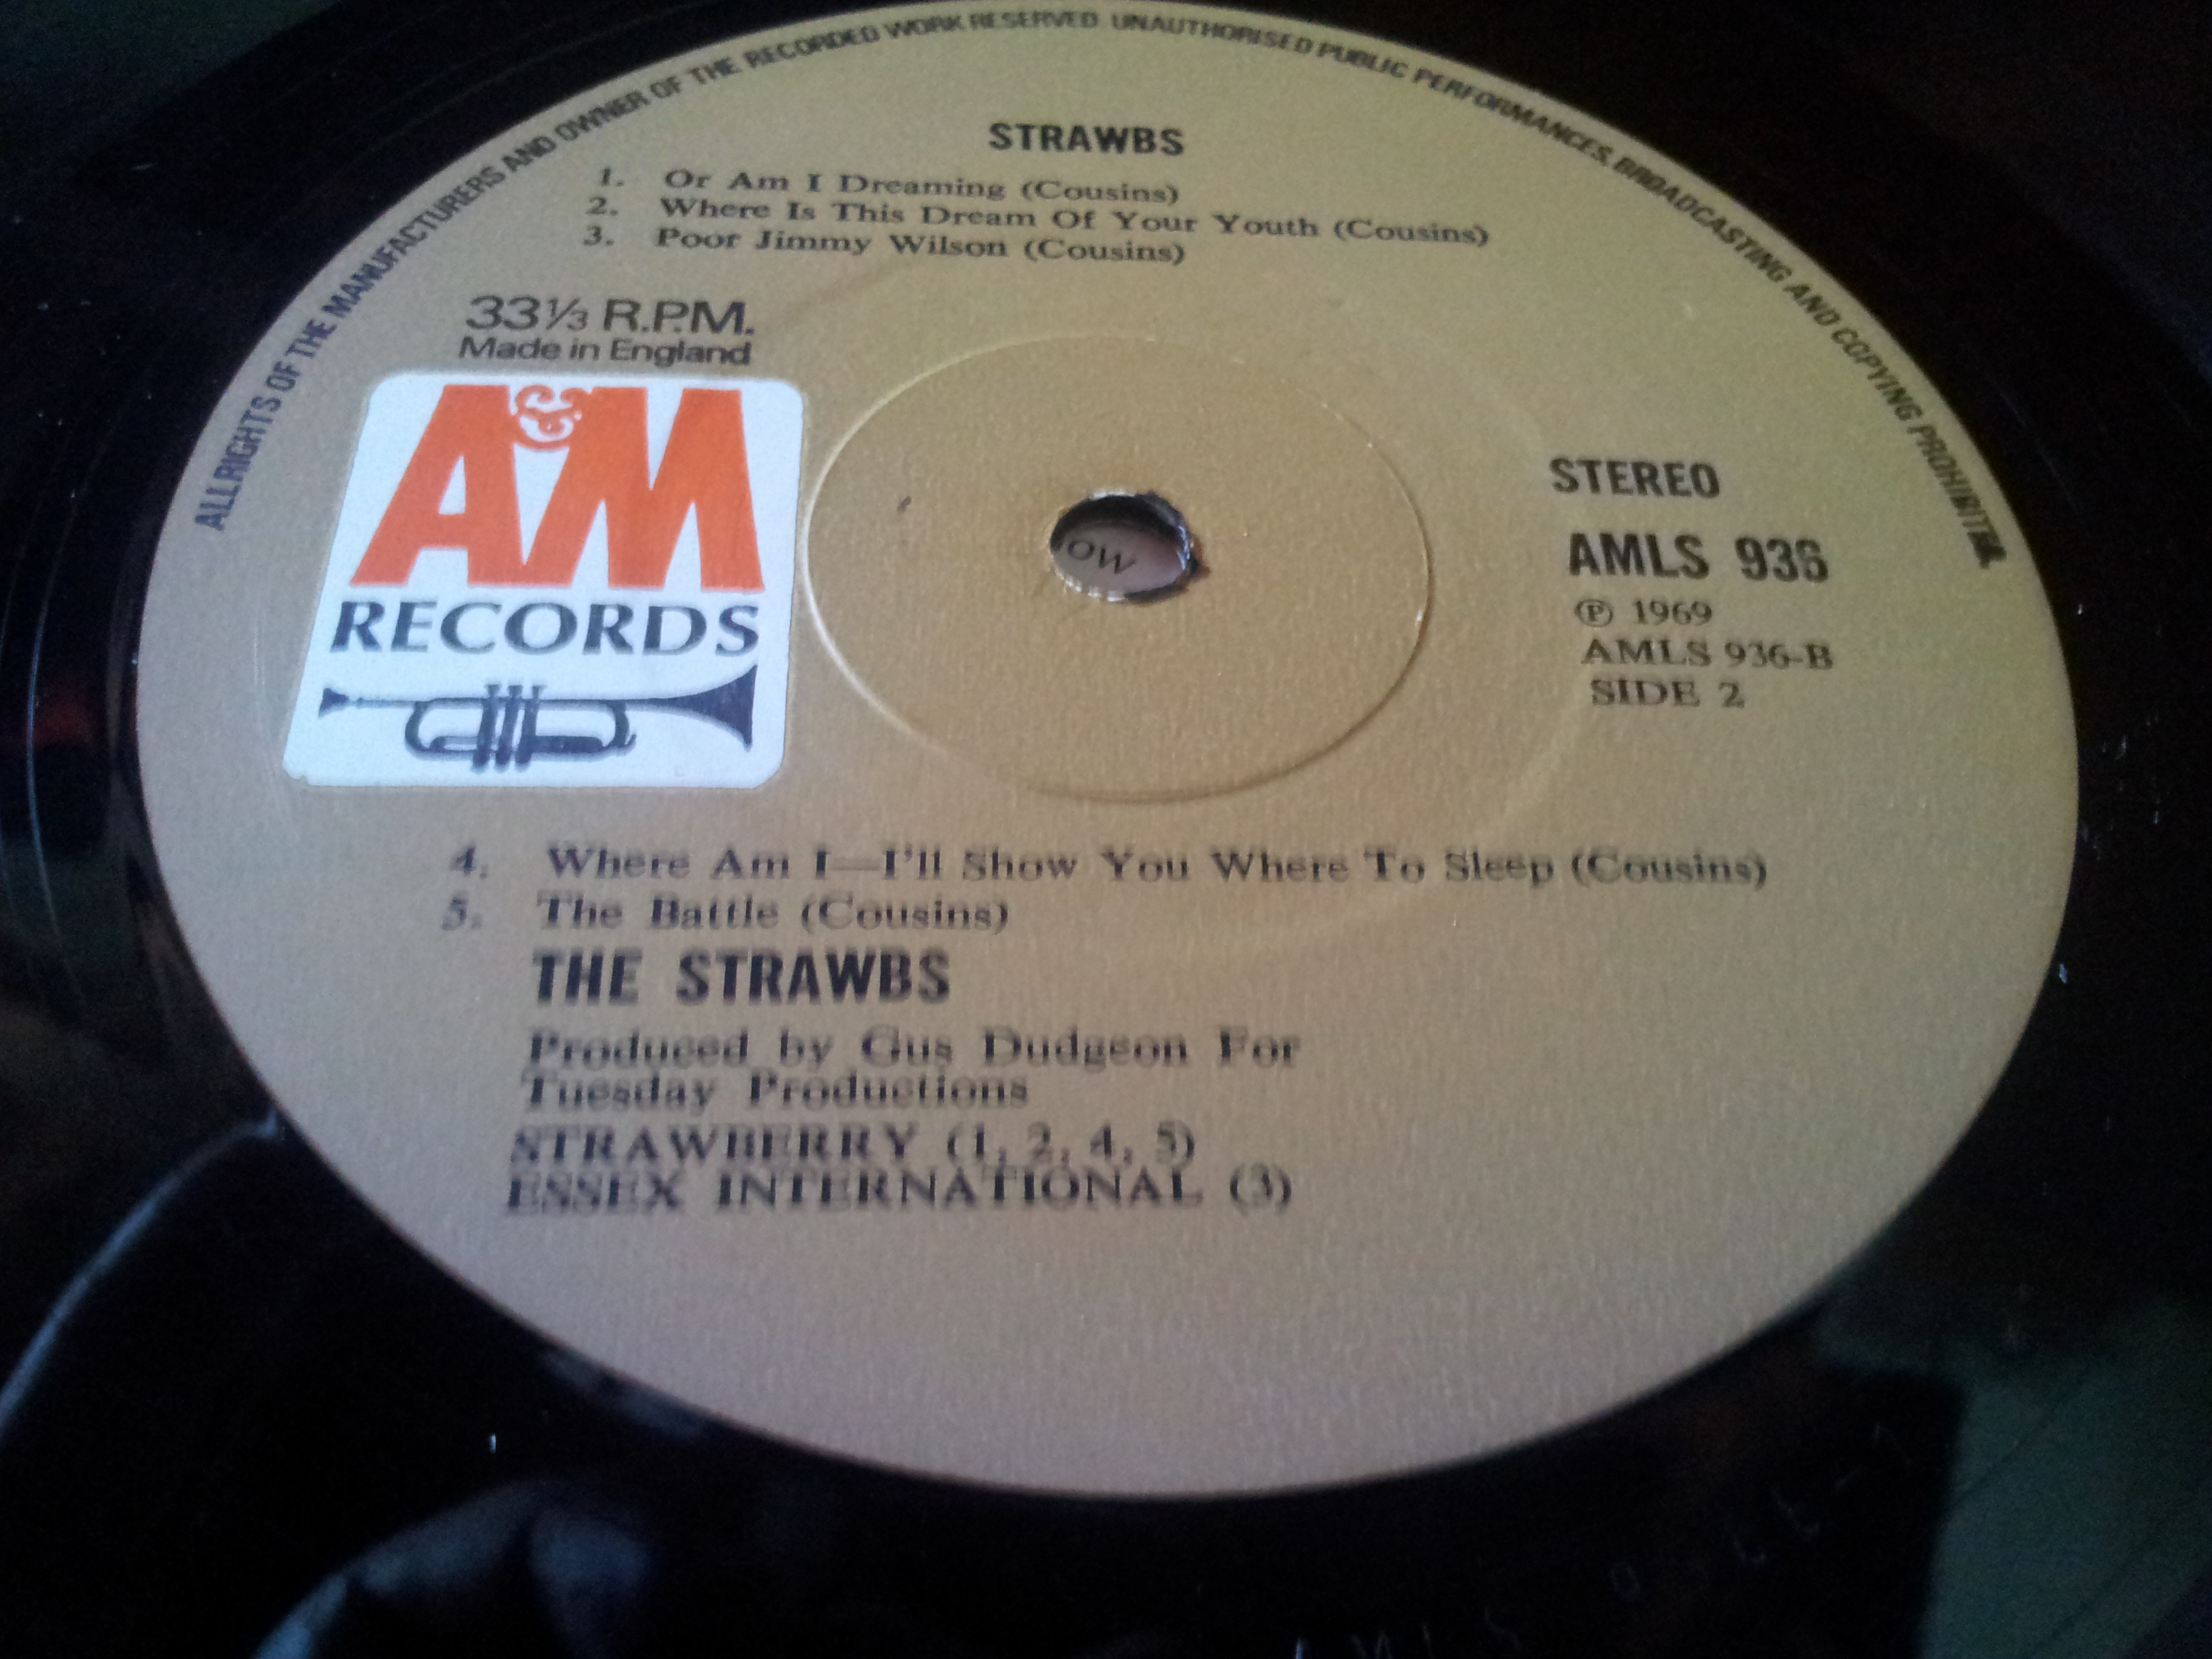 ALL RIGHTS OF THE MANUFACTURERS AND OWNER OF THE RECORDED WORK RESERVED UNAUTHORISED PUBLIC PERFORMANCES, BROADCASTING AND COPYING PROHIBITED
STRAWBS
1. Or Am I Dreaming (Cousins)
2. Where Is This Dream Of Your Youth (Cousins)
3. Poor Jimmy Wilson (Cousins)
33⅓ R.P.M.
Made in England
A&M
RECORDS
OW
STEREO
AMLS 936
℗ 1969
AMLS 936-B
SIDE 2
4. Where Am I—I'll Show You Where To Sleep (Cousins)
5. The Battle (Cousins)
THE STRAWBS
Produced by Gus Dudgeon For
Tuesday Productions
STRAWBERRY (1, 2, 4, 5)
ESSEX INTERNATIONAL (3)